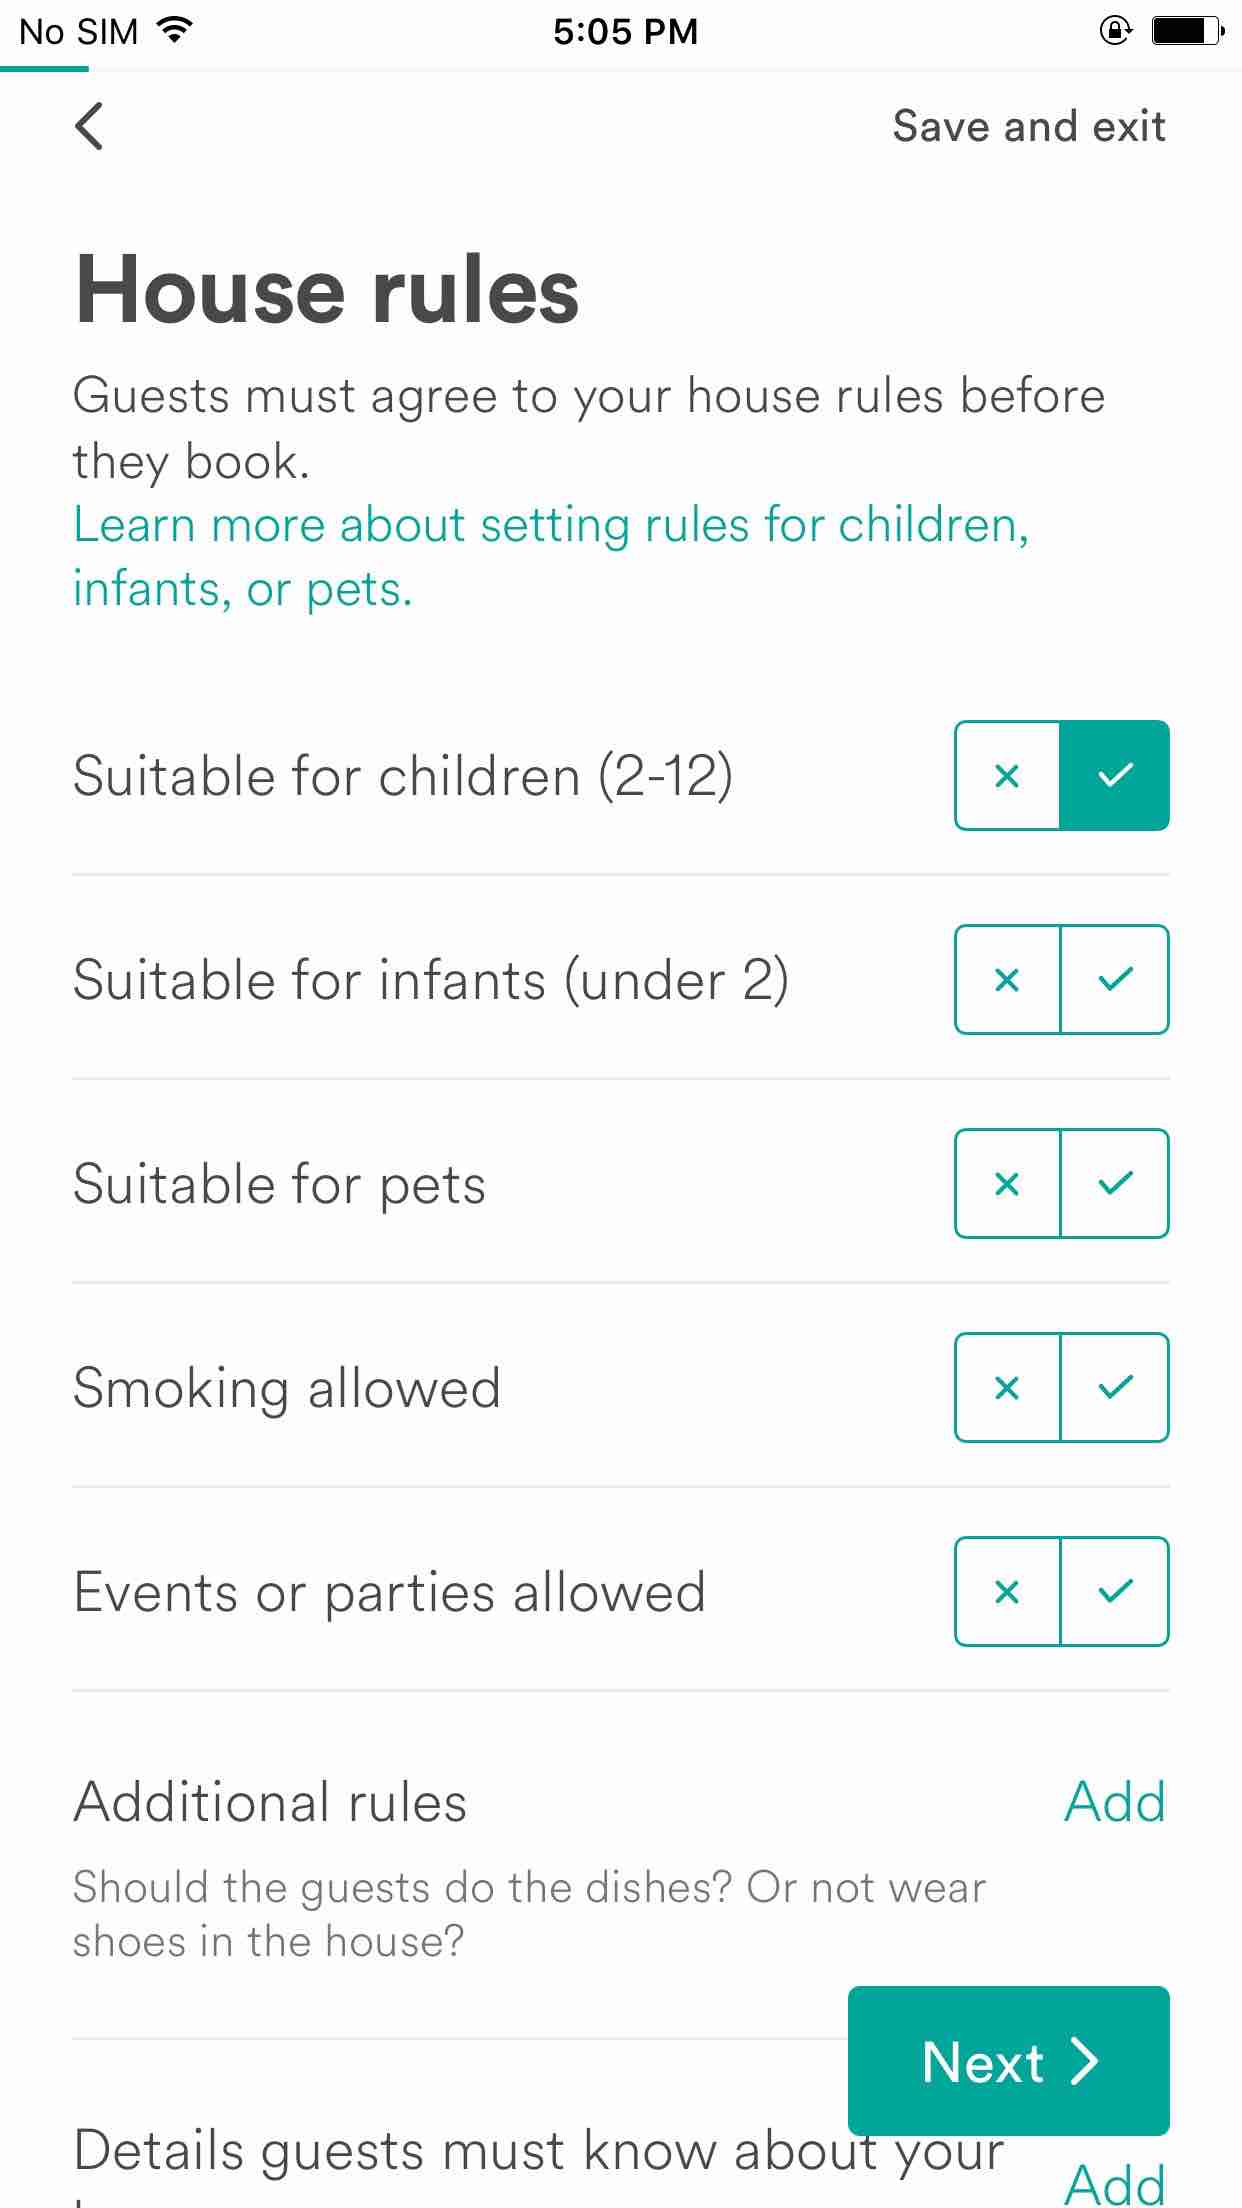 No SIM 5:05 PM
Save and exit
House rules
Guests must agree to your house rules before
they book.
Learn more about setting rules for children,
infants, or pets.
Suitable for children (2-12)
Suitable for infants (under 2)
Suitable for pets
Smoking allowed
Events or parties allowed
Additional rules Add
Should the guests do the dishes? Or not wear
shoes in the house?
Next
Details guests must know about your
Add